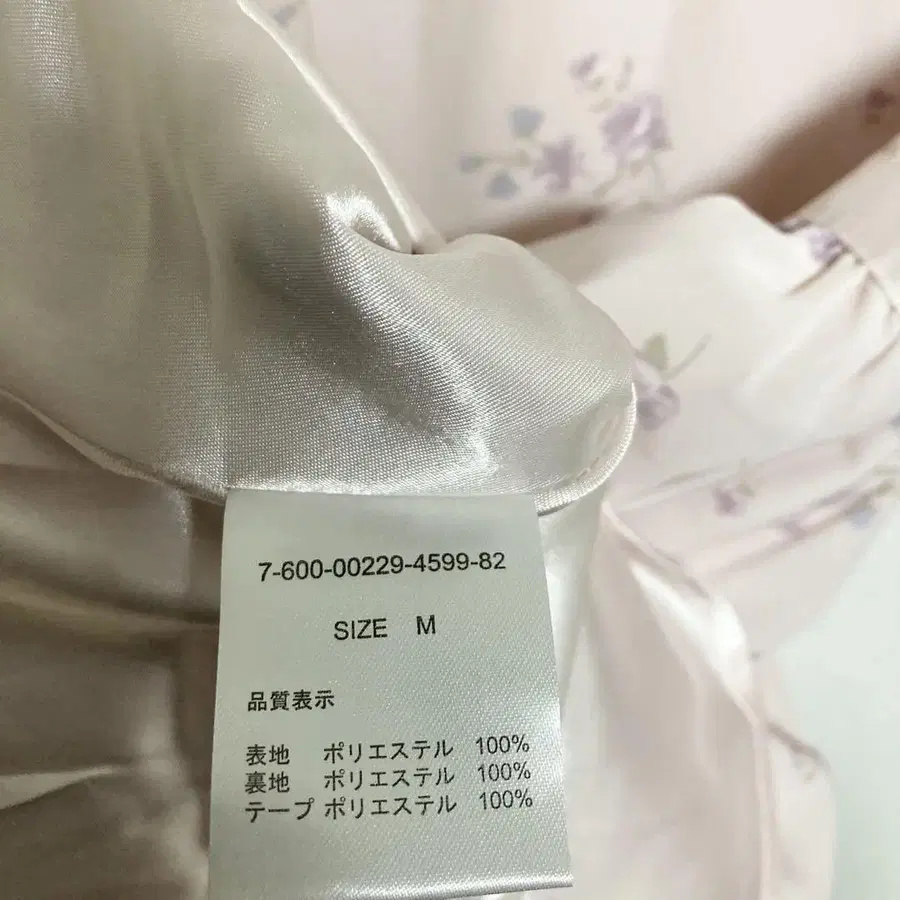 7-600-00229-4599-82
SIZE M
品質表示
表地 ポリエステル 100%
裏地 ポリエステル 100%
テープ ポリエステル 100%